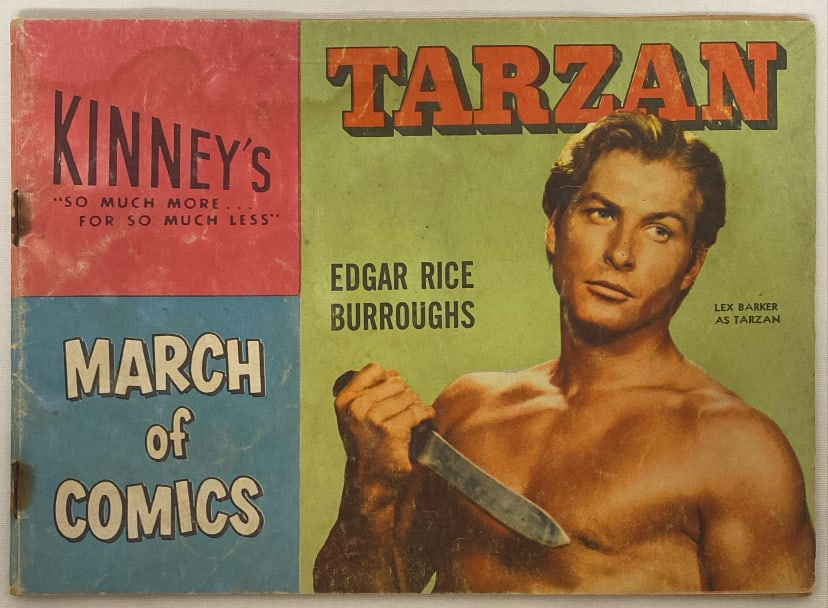 KINNEY'S
"SO MUCH MORE...
FOR SO MUCH LESS"
MARCH
of
COMICS
TARZAN
EDGAR RICE
BURROUGHS
LEX BARKER
AS TARZAN